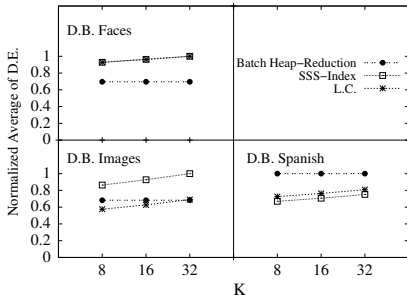 Normalized Average of D.E.
D.B. Faces
1
0.8
0.6
0.4
0.2
0
Batch Heap−Reduction
SSS-Index
L.C.
D.B. Images
1
0.8
0.6
0.4
0.2
0
8 16 32
D.B. Spanish
8 16 32
K